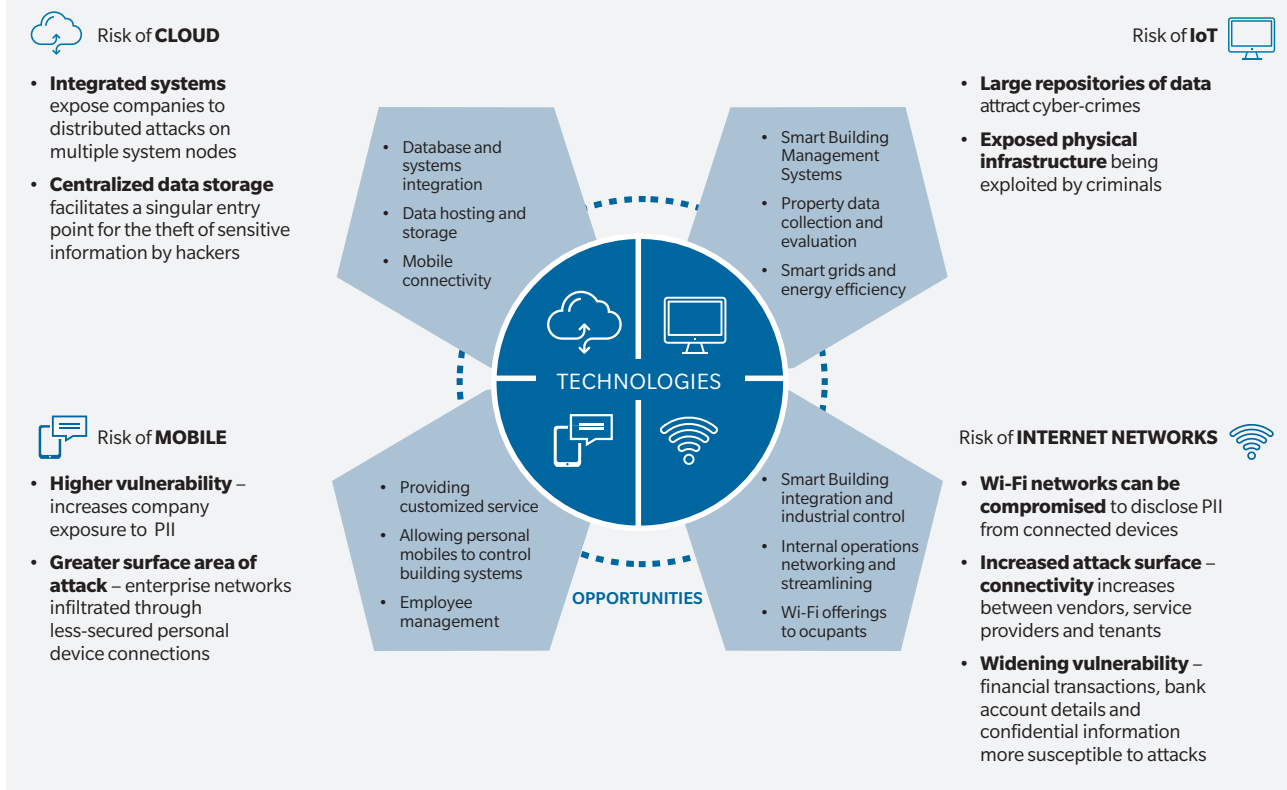 Risk of CLOUD
• Integrated systems
expose companies to
distributed attacks on
multiple system nodes
• Centralized data storage
facilitates a singular entry
point for the theft of sensitive
information by hackers
• Database and
systems
integration
• Data hosting and
storage
• Mobile
connectivity
• Smart Building
Management
Systems
• Property data
collection and
evaluation
• Smart grids and
energy efficiency
Risk of IoT
• Large repositories of data
attract cyber-crimes
• Exposed physical
infrastructure being
exploited by criminals
TECHNOLOGIES
Risk of MOBILE
• Higher vulnerability –
increases company
exposure to PII
• Greater surface area of
attack – enterprise networks
infiltrated through
less-secured personal
device connections
• Providing
customized service
• Allowing personal
mobiles to control
building systems
• Employee
management
OPPORTUNITIES
• Smart Building
integration and
industrial control
• Internal operations
networking and
streamlining
• Wi-Fi offerings
to ocupants
Risk of INTERNET NETWORKS
• Wi-Fi networks can be
compromised to disclose PII
from connected devices
• Increased attack surface –
connectivity increases
between vendors, service
providers and tenants
• Widening vulnerability –
financial transactions, bank
account details and
confidential information
more susceptible to attacks